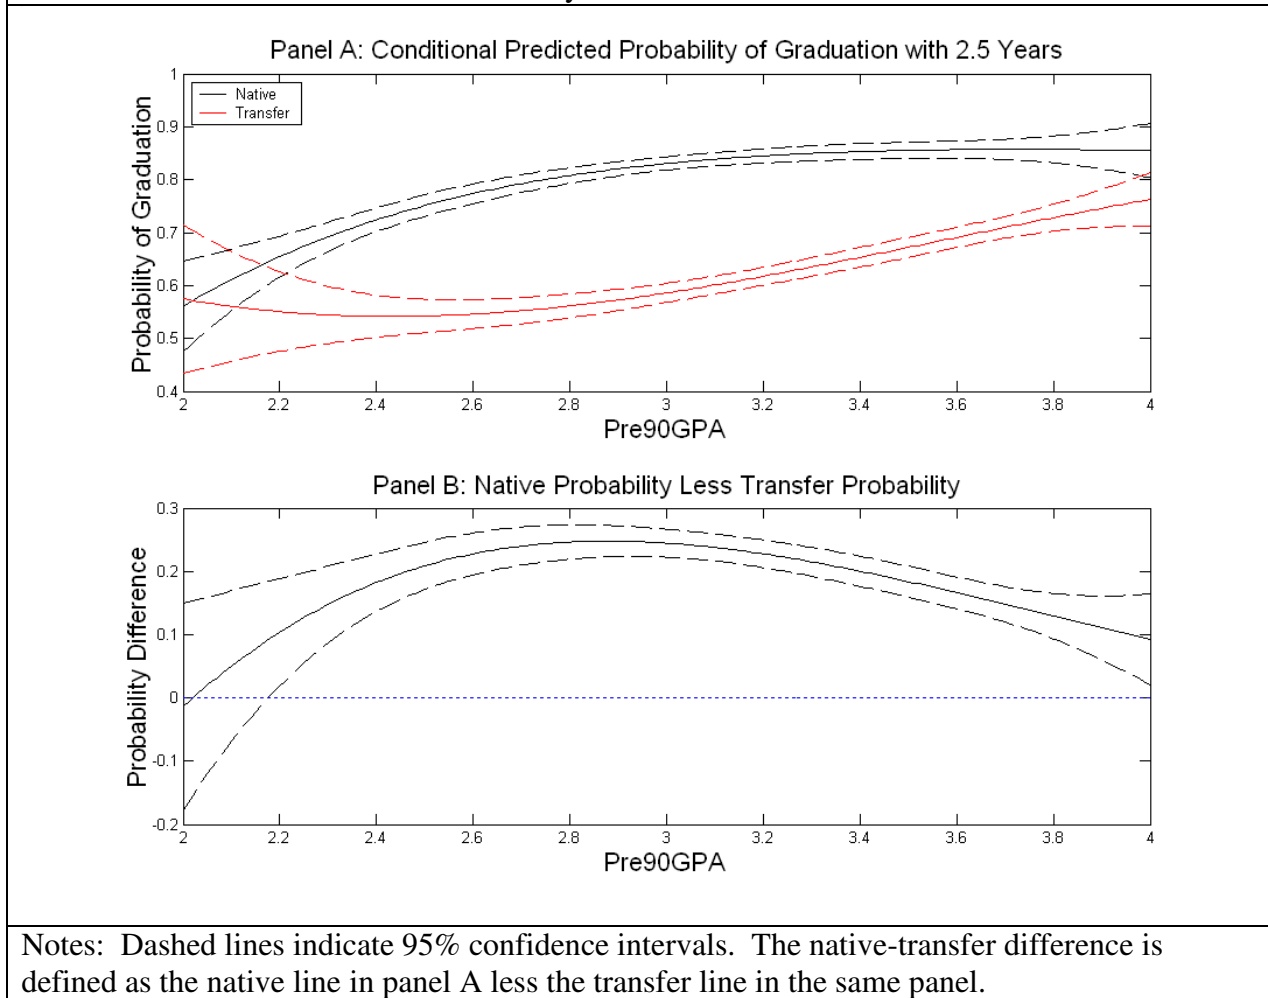 Panel A: Conditional Predicted Probability of Graduation with 2.5 Years
Native
Transfer
Probability of Graduation
1
0.9
0.8
0.7
0.6
0.5
0.4
2 2.2 2.4 2.6 2.8 3 3.2 3.4 3.6 3.8 4
Pre90GPA
Panel B: Native Probability Less Transfer Probability
Probability Difference
0.3
0.2
0.1
0
-0.1
-0.2
2 2.2 2.4 2.6 2.8 3 3.2 3.4 3.6 3.8 4
Pre90GPA
Notes: Dashed lines indicate 95% confidence intervals. The native-transfer difference is
defined as the native line in panel A less the transfer line in the same panel.